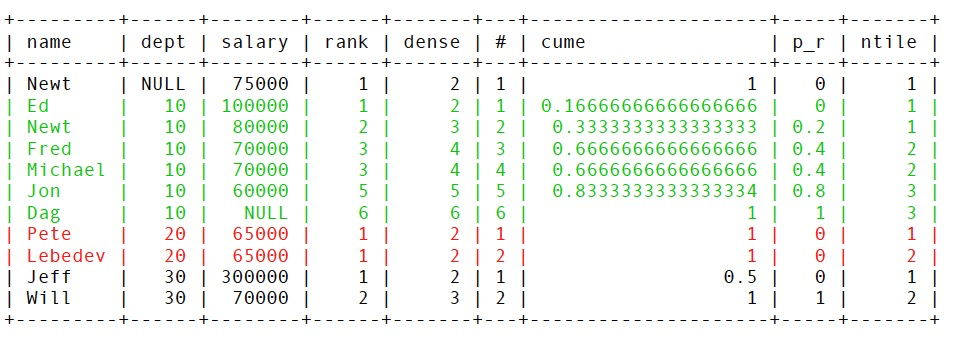 +---------+------+--------+------+-------+---+---------------------+-----+-------+
| name    | dept | salary | rank | dense | # | cume                | p_r | ntile |
+---------+------+--------+------+-------+---+---------------------+-----+-------+
| Newt    | NULL |  75000 |    1 |     2 | 1 |                   1 |   0 |     1 |
| Ed      |   10 | 100000 |    1 |     2 | 1 | 0.16666666666666666 |   0 |     1 |
| Newt    |   10 |  80000 |    2 |     3 | 2 |  0.3333333333333333 | 0.2 |     1 |
| Fred    |   10 |  70000 |    3 |     4 | 3 |  0.6666666666666666 | 0.4 |     2 |
| Michael |   10 |  70000 |    3 |     4 | 4 |  0.6666666666666666 | 0.4 |     2 |
| Jon     |   10 |  60000 |    5 |     5 | 5 |  0.8333333333333334 | 0.8 |     3 |
| Dag     |   10 |   NULL |    6 |     6 | 6 |                   1 |   1 |     3 |
| Pete    |   20 |  65000 |    1 |     2 | 1 |                   1 |   0 |     1 |
| Lebedev |   20 |  65000 |    1 |     2 | 2 |                   1 |   0 |     2 |
| Jeff    |   30 | 300000 |    1 |     2 | 1 |                 0.5 |   0 |     1 |
| Will    |   30 |  70000 |    2 |     3 | 2 |                   1 |   1 |     2 |
+---------+------+--------+------+-------+---+---------------------+-----+-------+